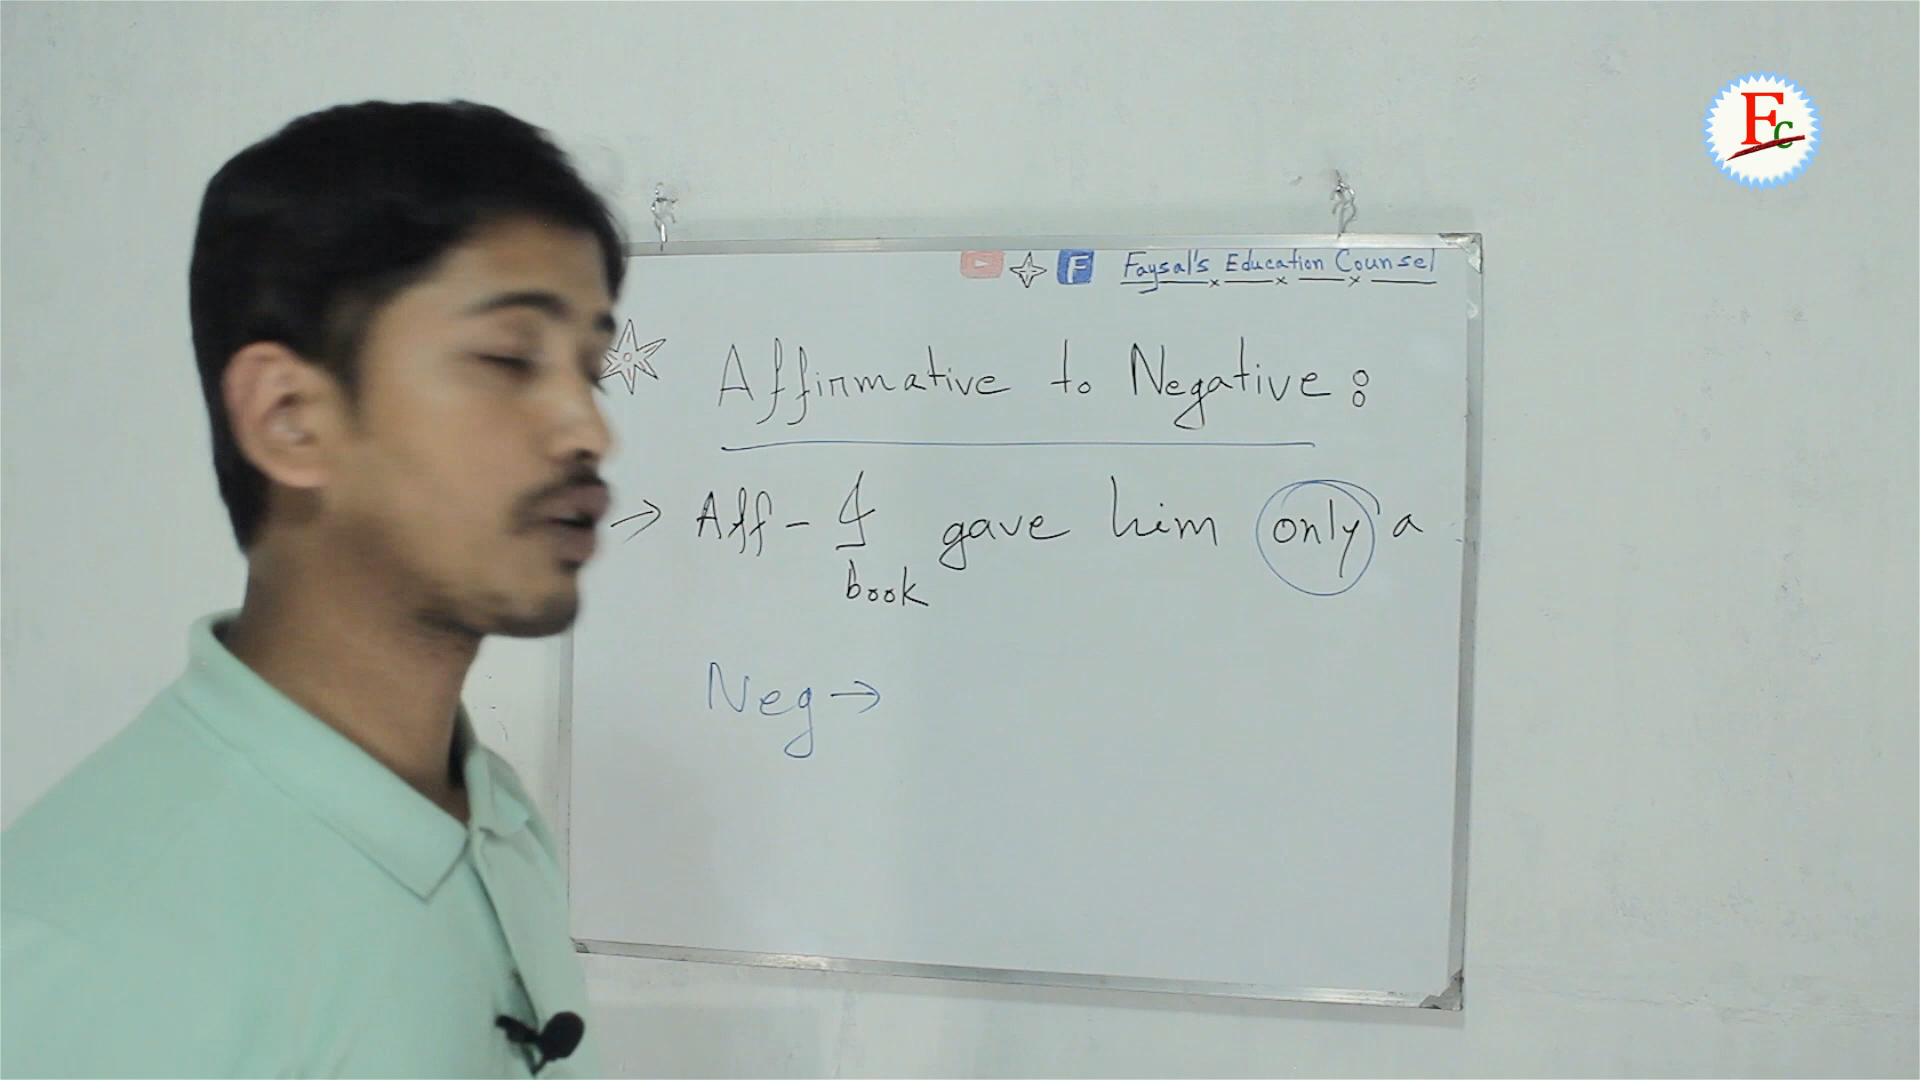 Fc
F Faysal's Education Counsel
Affirmative to Negative:
→ Aff - I gave him only a
book
Neg →